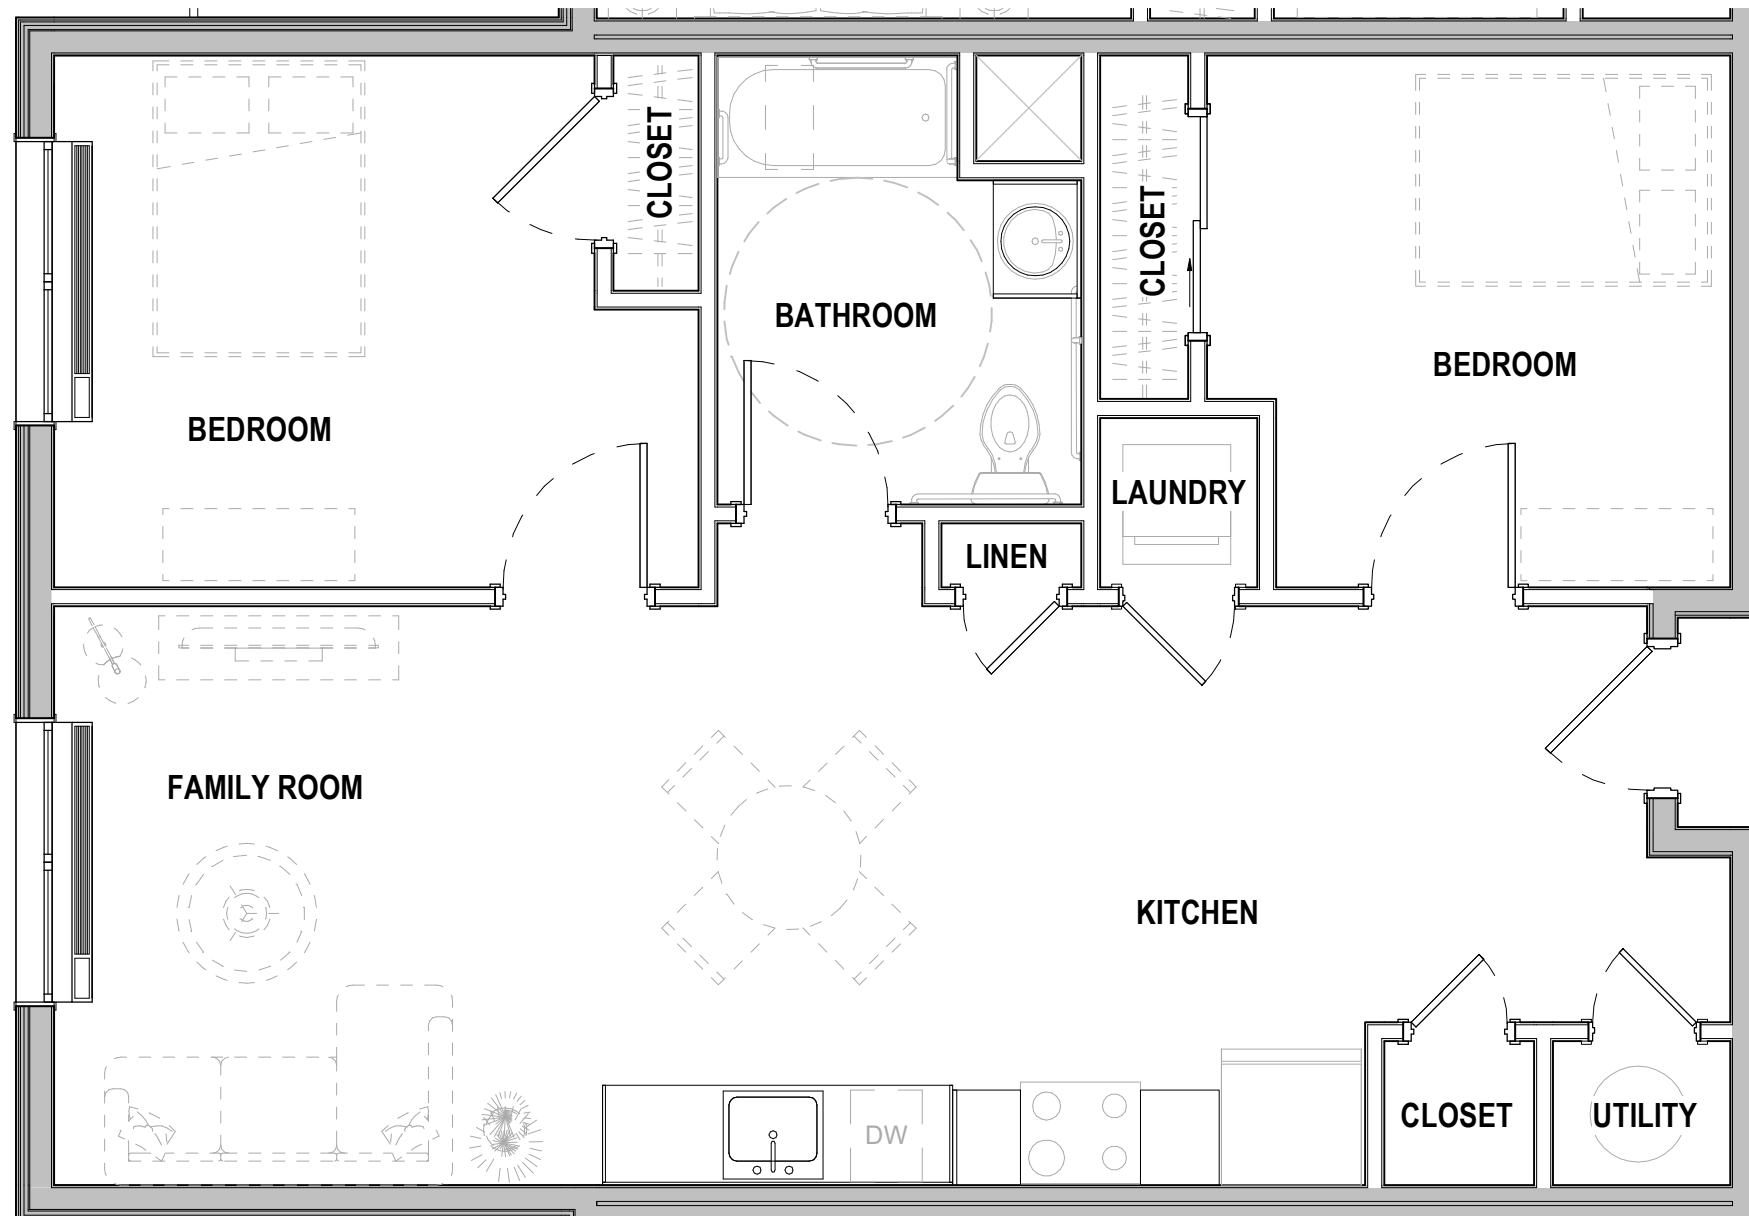 CLOSET
CLOSET
BATHROOM
BEDROOM
BEDROOM
LAUNDRY
LINEN
FAMILY ROOM
KITCHEN
CLOSET
UTILITY
DW